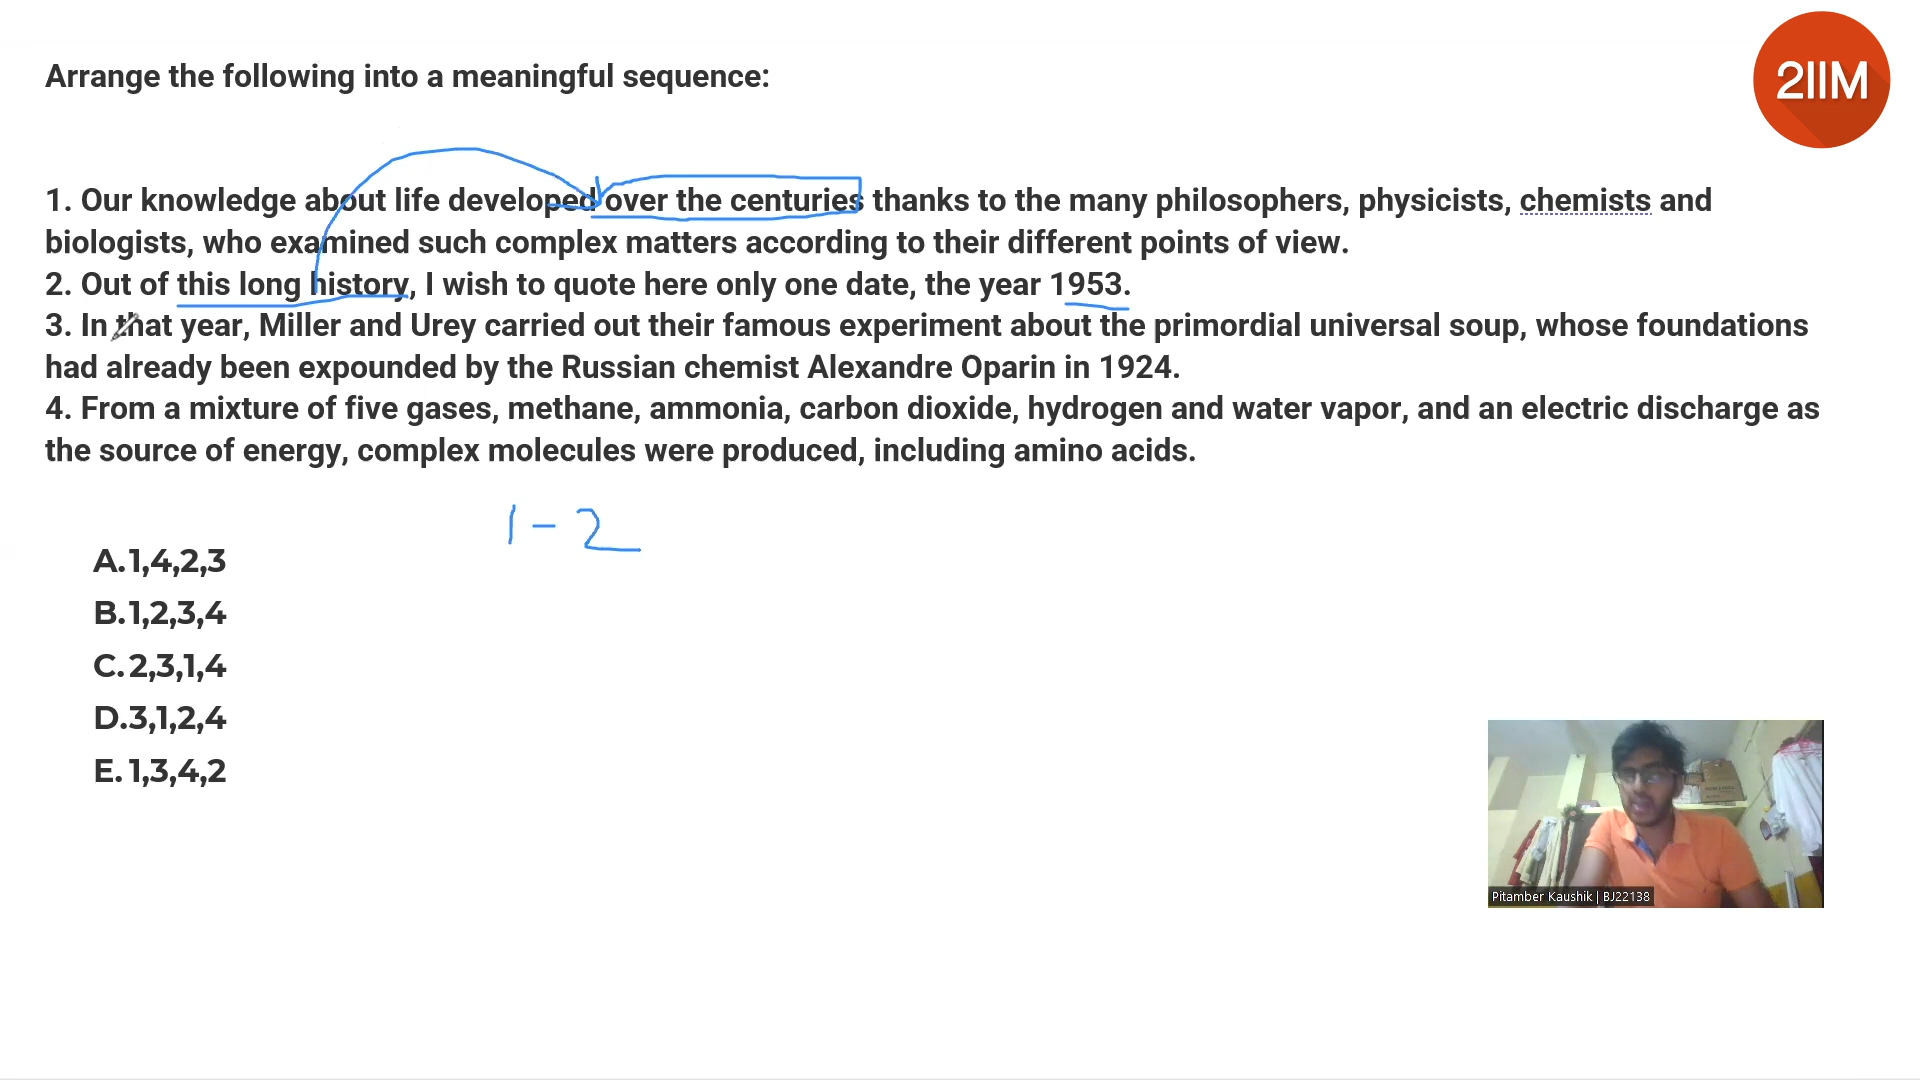 2IIM
Arrange the following into a meaningful sequence:
1. Our knowledge about life developed over the centuries thanks to the many philosophers, physicists, chemists and
biologists, who examined such complex matters according to their different points of view.
2. Out of this long history, I wish to quote here only one date, the year 1953.
3. In that year, Miller and Urey carried out their famous experiment about the primordial universal soup, whose foundations
had already been expounded by the Russian chemist Alexandre Oparin in 1924.
4. From a mixture of five gases, methane, ammonia, carbon dioxide, hydrogen and water vapor, and an electric discharge as
the source of energy, complex molecules were produced, including amino acids.
1-2
A. 1,4,2,3
B. 1,2,3,4
C. 2,3,1,4
D. 3,1,2,4
E. 1,3,4,2
Pitamber Kaushik | BJ22138